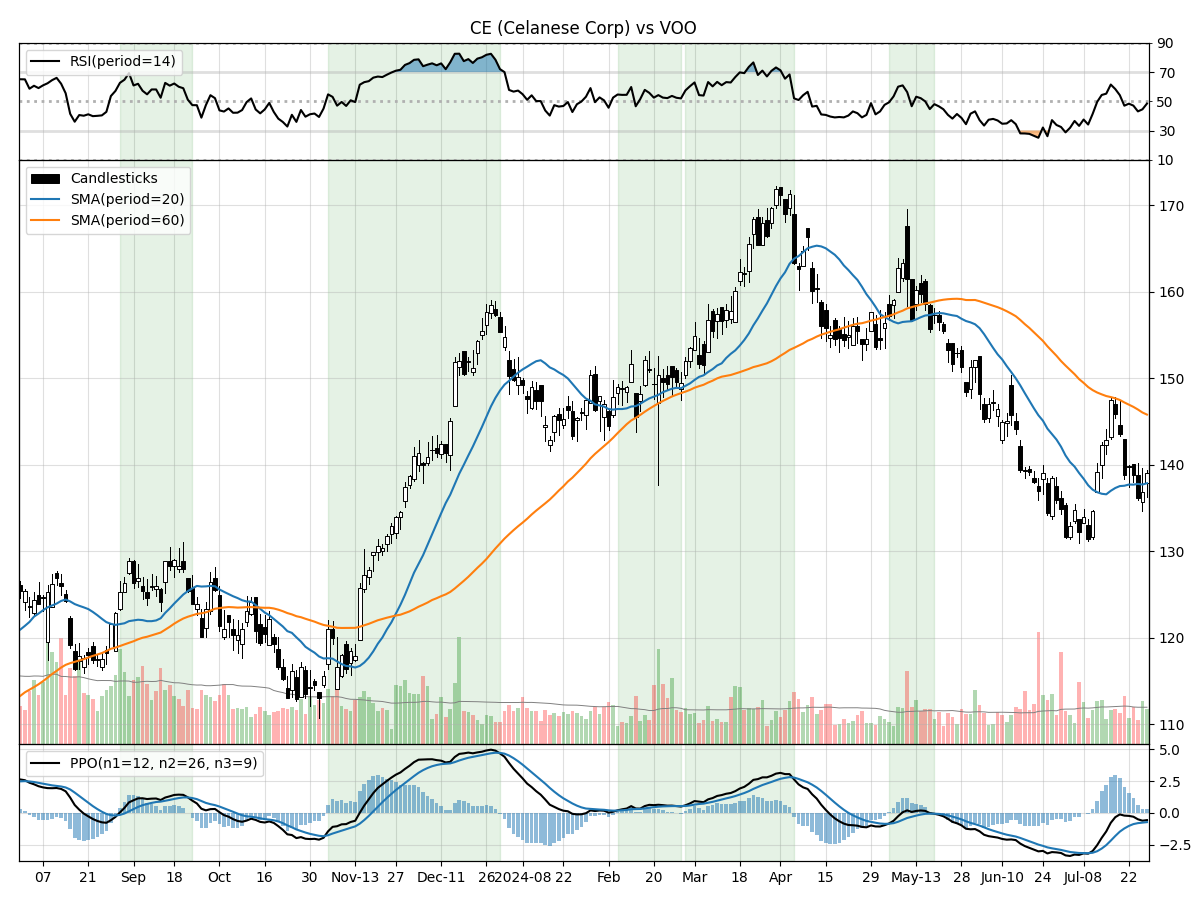 CE (Celanese Corp) vs VOO
RSI(period=14)
90
70
50
30
10
Candlesticks
SMA(period=20)
SMA(period=60)
170
160
150
140
130
120
110
PPO(n1=12, n2=26, n3=9)
5.0
2.5
0.0
−2.5
07 21 Sep 18 Oct 16 30 Nov-13 27 Dec-11 26 2024-08 22 Feb 20 Mar 18 Apr 15 29 May-13 28 Jun-10 24 Jul-08 22